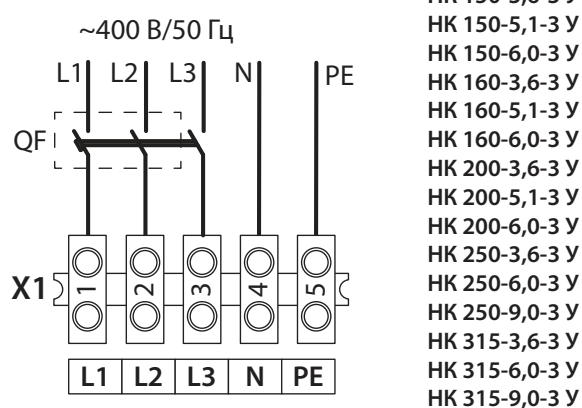 ~400 В/50 Гц
L1 L2 L3 N PE
QF
X1 1 2 3 4 5
L1 L2 L3 N PE
НК 150-5,1-3 У
НК 150-6,0-3 У
НК 160-3,6-3 У
НК 160-5,1-3 У
НК 160-6,0-3 У
НК 200-3,6-3 У
НК 200-5,1-3 У
НК 200-6,0-3 У
НК 250-3,6-3 У
НК 250-6,0-3 У
НК 250-9,0-3 У
НК 315-3,6-3 У
НК 315-6,0-3 У
НК 315-9,0-3 У